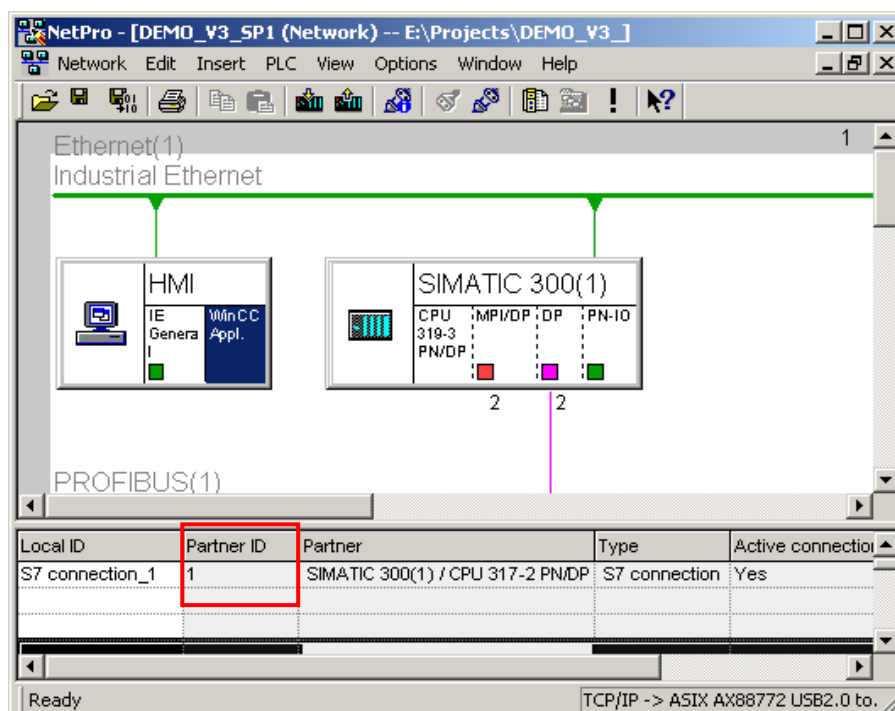 NetPro - [DEMO_V3_SP1 (Network) -- E:\Projects\DEMO_V3_]
Network Edit Insert PLC View Options Window Help
1
Ethernet(1)
Industrial Ethernet
HMI
IE
Genera
l
WinCC
Appl.
SIMATIC 300(1)
CPU
319-3
PN/DP
MPI/DP
DP
PN-IO
2
2
PROFIBUS(1)
Local ID Partner ID Partner Type Active connectio
S7 connection_1 1 SIMATIC 300(1) / CPU 317-2 PN/DP S7 connection Yes
Ready TCP/IP -> ASIX AX88772 USB2.0 to.